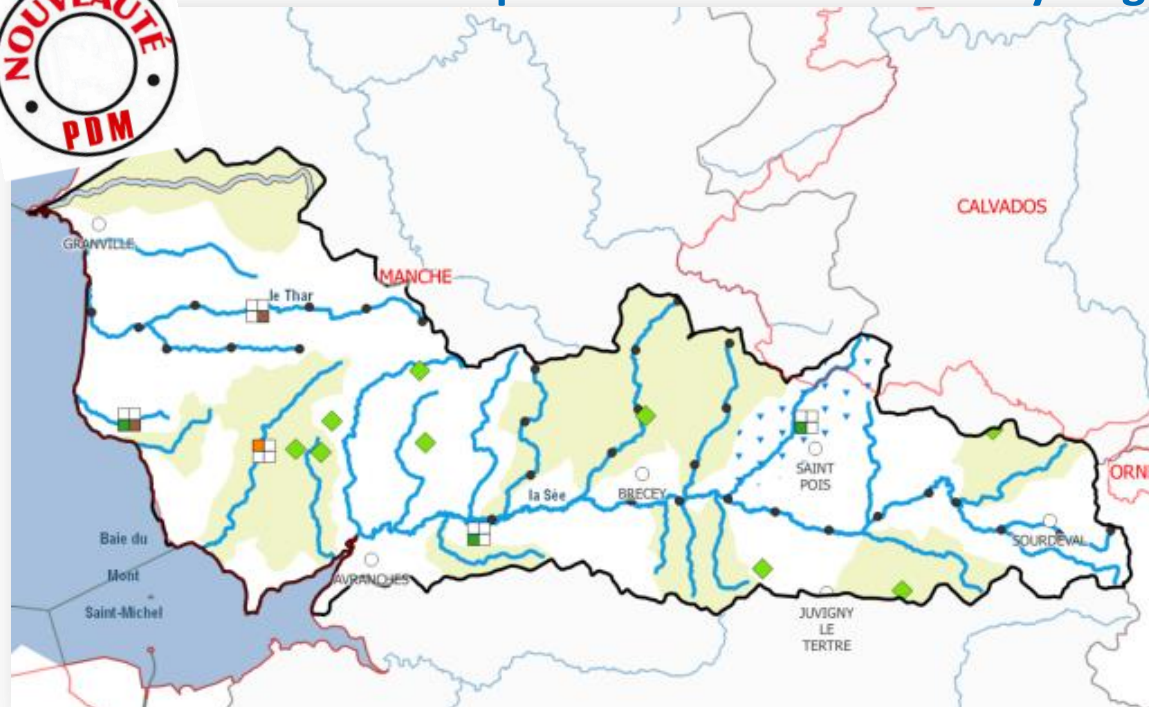 NOUVEAUTÉ
PDM
CALVADOS
GRANVILLE
MANCHE
le Thar
SAINT
POIS
ORN
la Sée
BRECEY
SOURDEVAL
Baie du
Mont
Saint-Michel
AVRANCHES
JUVIGNY
LE
TERTRE